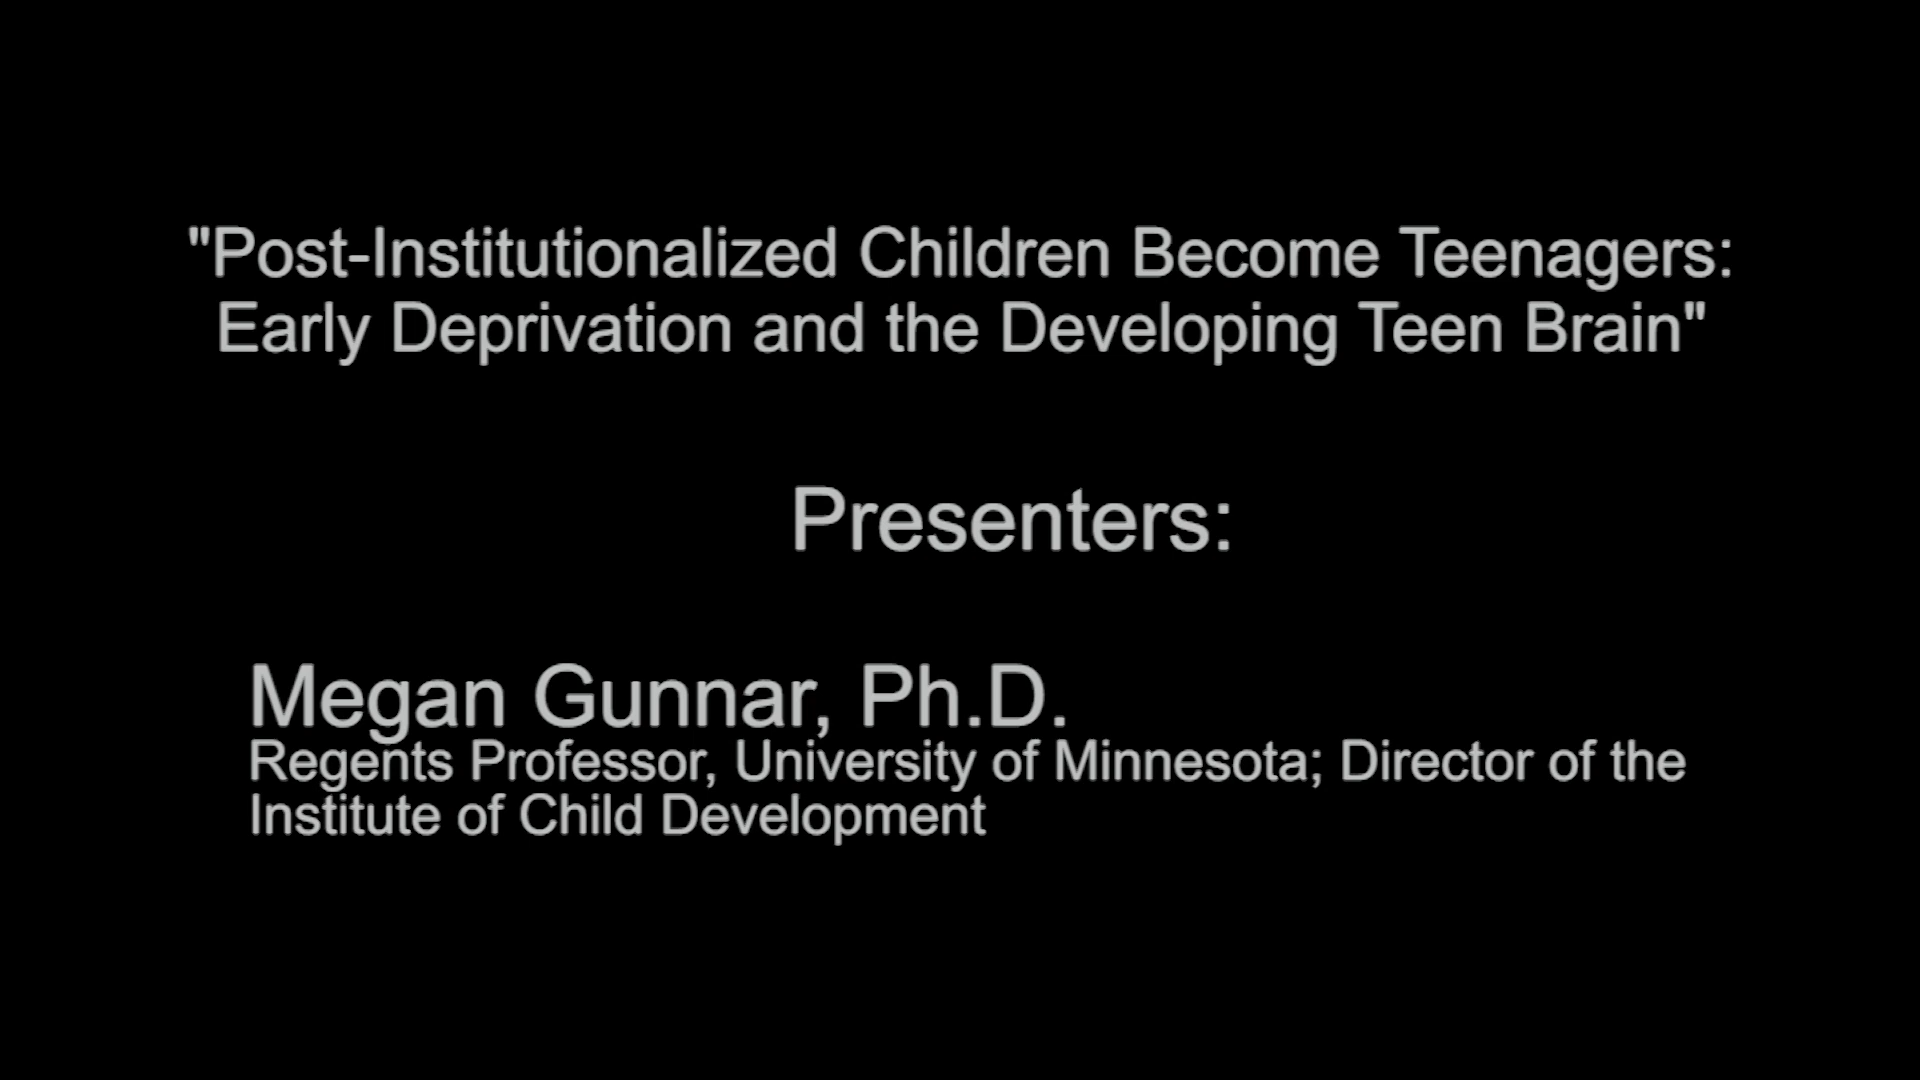 "Post-Institutionalized Children Become Teenagers:
Early Deprivation and the Developing Teen Brain"
Presenters:
Megan Gunnar, Ph.D.
Regents Professor, University of Minnesota; Director of the
Institute of Child Development